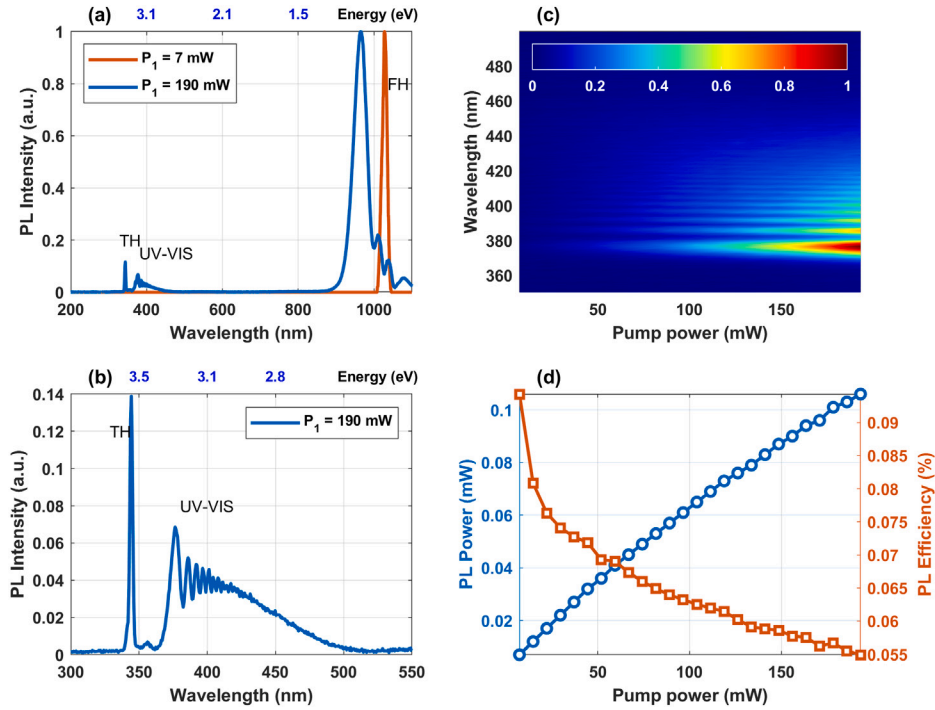 (a) 3.1 2.1 1.5 Energy (eV)
1
0.8
0.6
0.4
0.2
0
PL Intensity (a.u.)
P1 = 7 mW
P1 = 190 mW
FH
TH
UV-VIS
200 400 600 800 1000
Wavelength (nm)
(c)
480
460
440
420
400
380
360
Wavelength (nm)
0 0.2 0.4 0.6 0.8 1
50 100 150
Pump power (mW)
(b) 3.5 3.1 2.8 Energy (eV)
0.14
0.12
0.10
0.08
0.06
0.04
0.02
0
PL Intensity (a.u.)
TH
P1 = 190 mW
UV-VIS
300 350 400 450 500 550
Wavelength (nm)
(d)
0.1
0.08
0.06
0.04
0.02
PL Power (mW)
0.09
0.085
0.08
0.075
0.07
0.065
0.06
0.055
PL Efficiency (%)
50 100 150
Pump power (mW)